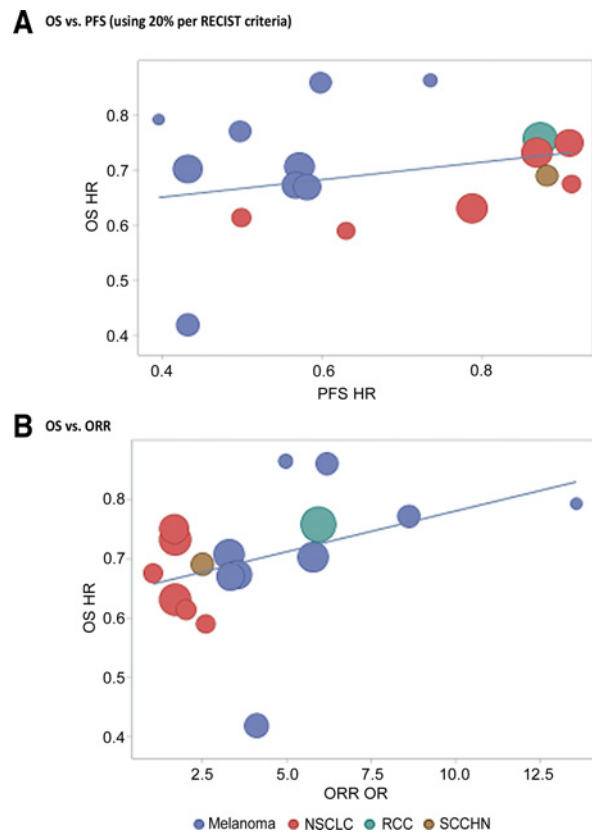 A OS vs. PFS (using 20% per RECIST criteria)
0.8
0.7
0.6
0.5
0.4
OS HR
0.4 0.6 0.8
PFS HR
B OS vs. ORR
0.8
0.7
0.6
0.5
0.4
OS HR
2.5 5.0 7.5 10.0 12.5
ORR OR
Melanoma NSCLC RCC SCCHN